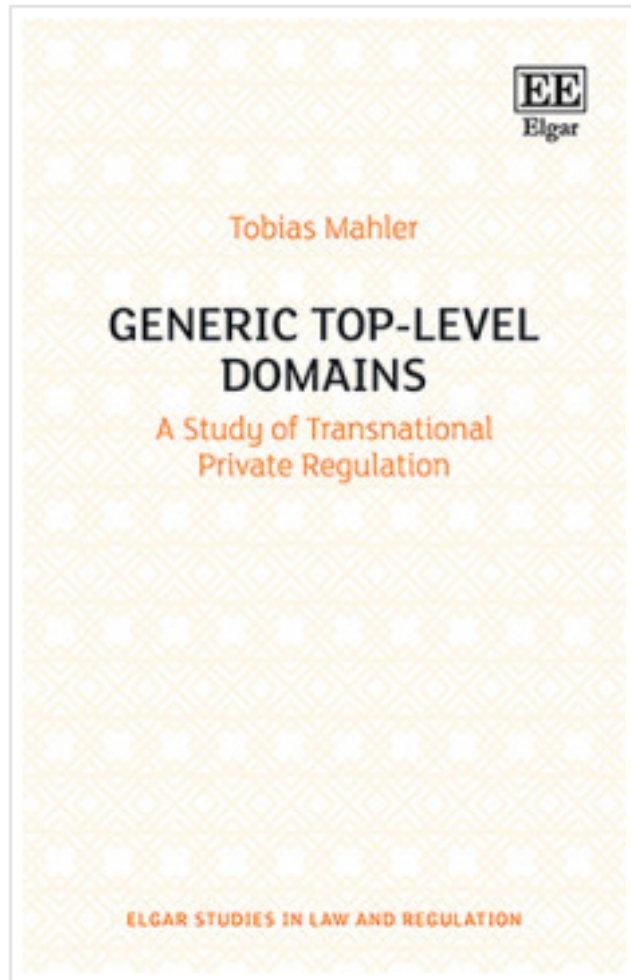 EE
Elgar
Tobias Mahler
GENERIC TOP-LEVEL
DOMAINS
A Study of Transnational
Private Regulation
ELGAR STUDIES IN LAW AND REGULATION